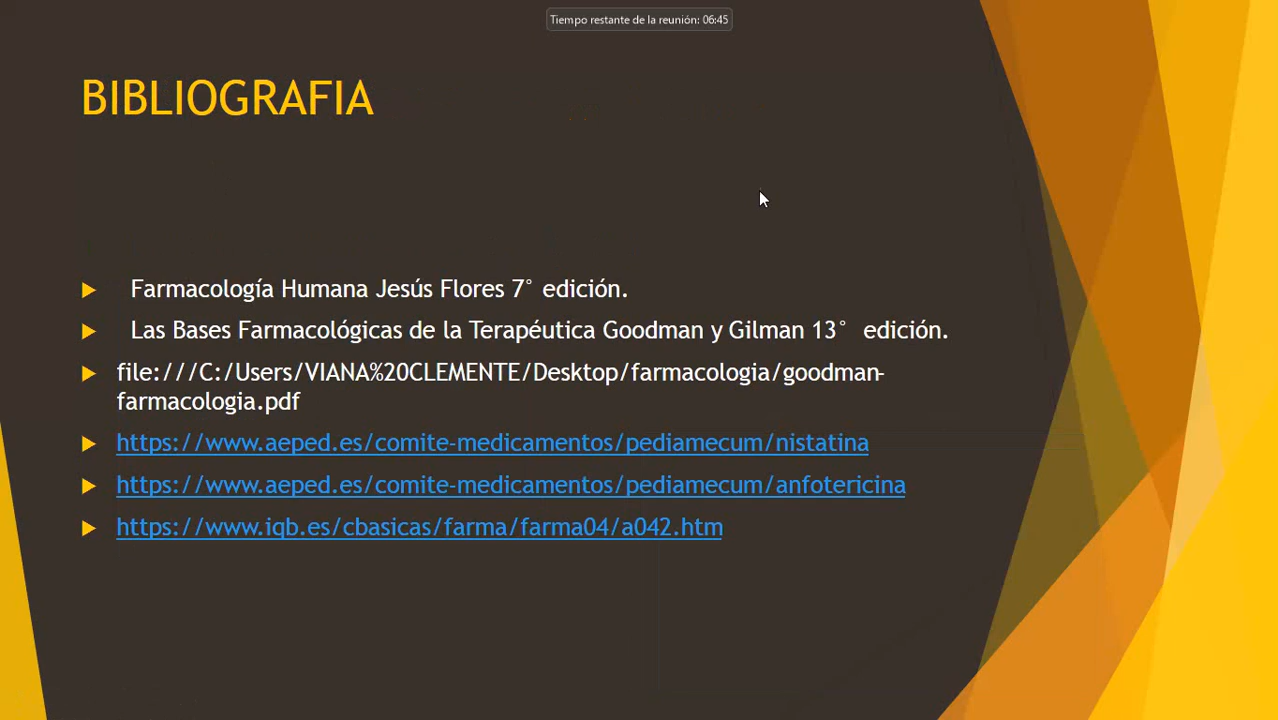 Tiempo restante de la reunión: 06:45
BIBLIOGRAFIA
Farmacología Humana Jesús Flores 7° edición.
Las Bases Farmacológicas de la Terapéutica Goodman y Gilman 13° edición.
file:///C:/Users/VIANA%20CLEMENTE/Desktop/farmacologia/goodman-
farmacologia.pdf
https://www.aeped.es/comite-medicamentos/pediamecum/nistatina
https://www.aeped.es/comite-medicamentos/pediamecum/anfotericina
https://www.iqb.es/cbasicas/farma/farma04/a042.htm